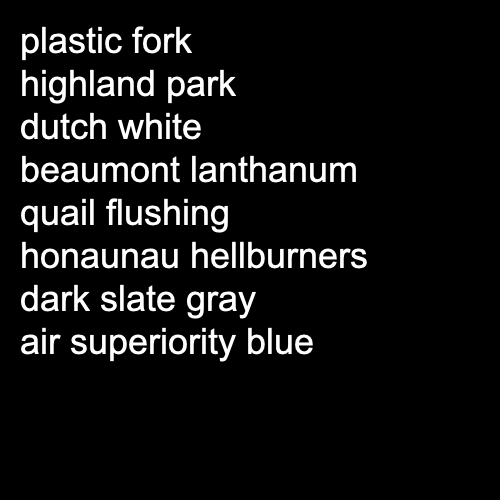 plastic fork
highland park
dutch white
beaumont lanthanum
quail flushing
honaunau hellburners
dark slate gray
air superiority blue